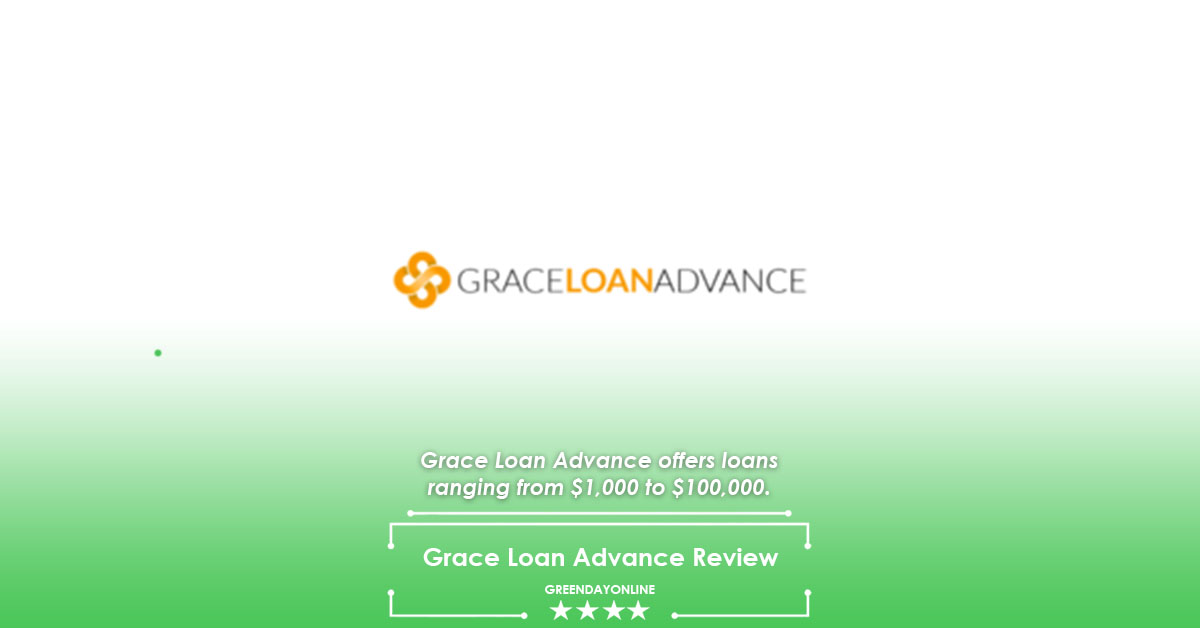 GRACELOANADVANCE
Grace Loan Advance offers loans
ranging from $1,000 to $100,000.
Grace Loan Advance Review
GREENDAYONLINE